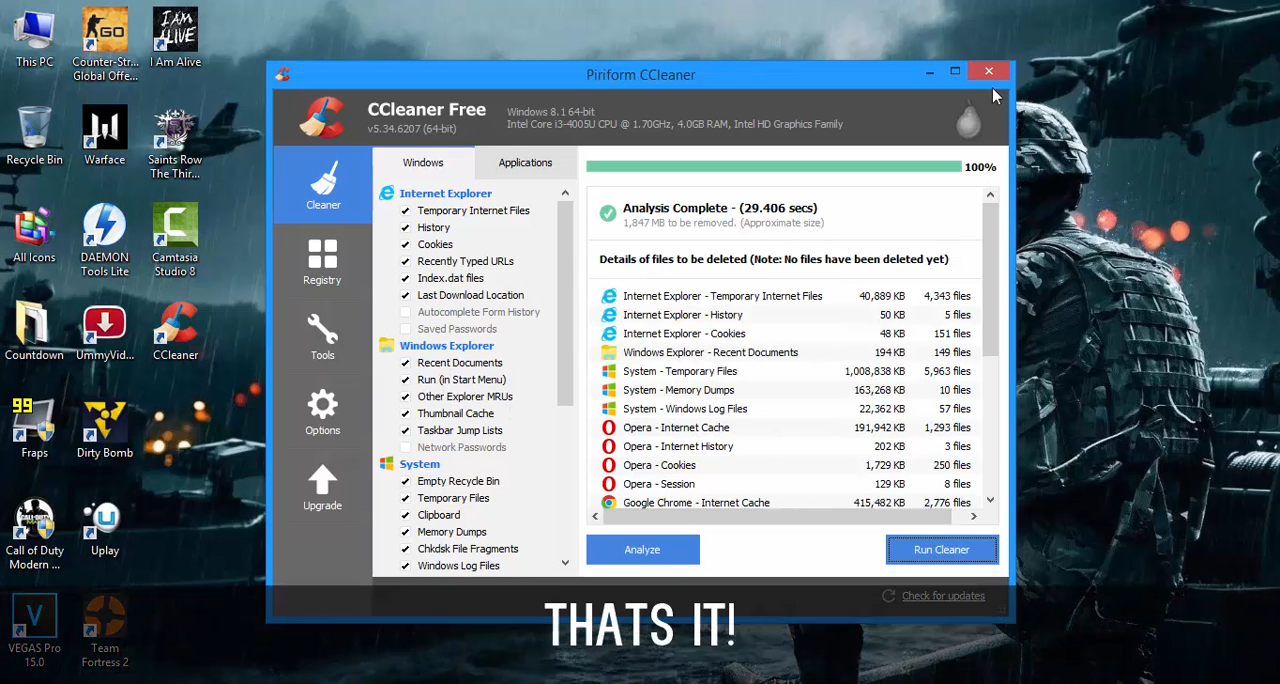 This PC
Counter-Str...
Global Offe...
I Am Alive
I AM
ALIVE
GO
Recycle Bin
Warface
Saints Row
The Thir...
All Icons
DAEMON
Tools Lite
Camtasia
Studio 8
Countdown
UmmyVid...
CCleaner
99
Fraps
Dirty Bomb
Call of Duty
Modern ...
Uplay
VEGAS Pro
15.0
Team
Fortress 2
Piriform CCleaner
CCleaner Free
v5.34.6207 (64-bit)
Windows 8.1 64-bit
Intel Core i3-4005U CPU @ 1.70GHz, 4.0GB RAM, Intel HD Graphics Family
Cleaner
Registry
Tools
Options
Upgrade
Windows
Applications
Internet Explorer
Temporary Internet Files
History
Cookies
Recently Typed URLs
Index.dat files
Last Download Location
Autocomplete Form History
Saved Passwords
Windows Explorer
Recent Documents
Run (in Start Menu)
Other Explorer MRUs
Thumbnail Cache
Taskbar Jump Lists
Network Passwords
System
Empty Recycle Bin
Temporary Files
Clipboard
Memory Dumps
Chkdsk File Fragments
Windows Log Files
100%
Analysis Complete - (29.406 secs)
1,847 MB to be removed. (Approximate size)
Details of files to be deleted (Note: No files have been deleted yet)
Internet Explorer - Temporary Internet Files 40,889 KB 4,343 files
Internet Explorer - History 50 KB 5 files
Internet Explorer - Cookies 48 KB 151 files
Windows Explorer - Recent Documents 194 KB 149 files
System - Temporary Files 1,008,838 KB 5,963 files
System - Memory Dumps 163,268 KB 10 files
System - Windows Log Files 22,362 KB 57 files
Opera - Internet Cache 191,942 KB 1,293 files
Opera - Internet History 202 KB 3 files
Opera - Cookies 1,729 KB 250 files
Opera - Session 129 KB 8 files
Google Chrome - Internet Cache 415,482 KB 2,776 files
Analyze
Run Cleaner
Check for updates
THATS IT!